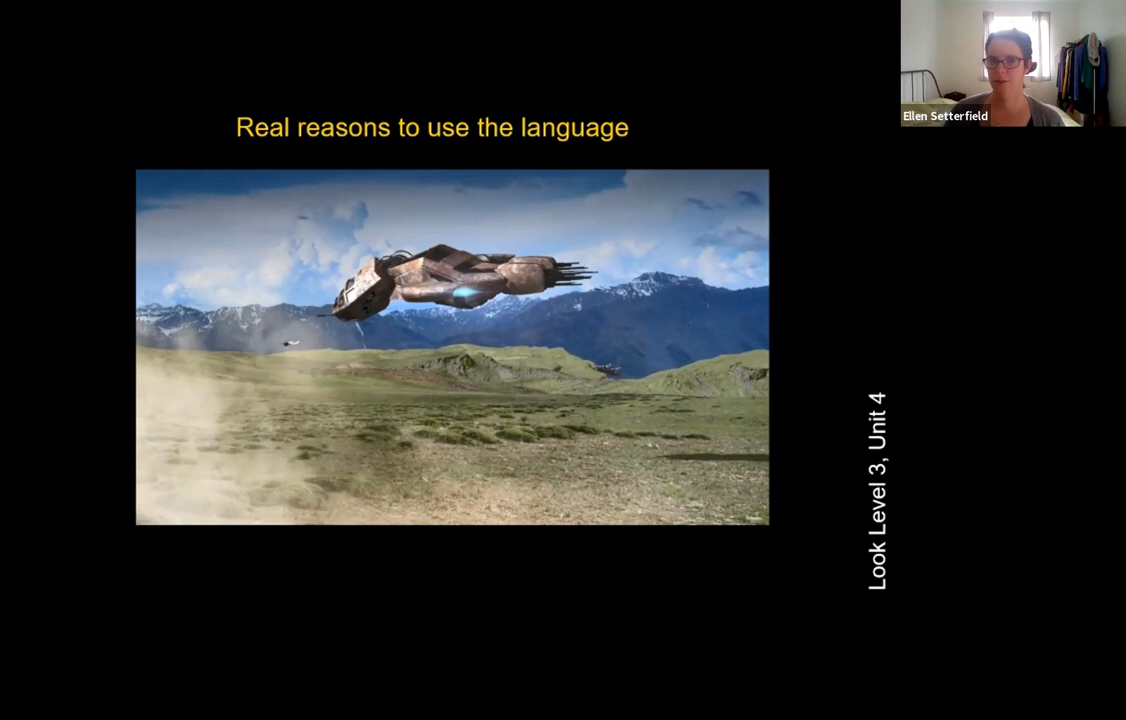 Real reasons to use the language
Ellen Setterfield
Look Level 3, Unit 4